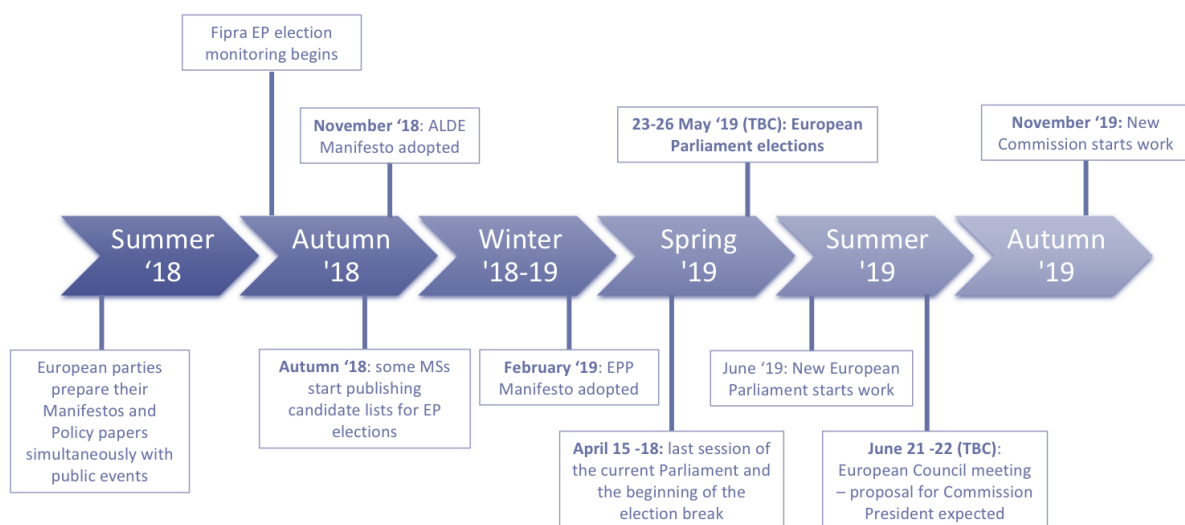 Fipra EP election
monitoring begins
November ‘18: ALDE
Manifesto adopted
23-26 May ‘19 (TBC): European
Parliament elections
November ‘19: New
Commission starts work
Summer
‘18
Autumn
'18
Winter
'18-19
Spring
'19
Summer
'19
Autumn
'19
European parties
prepare their
Manifestos and
Policy papers
simultaneously with
public events
Autumn ‘18: some MSs
start publishing
candidate lists for EP
elections
February ‘19: EPP
Manifesto adopted
April 15 -18: last session of
the current Parliament and
the beginning of the
election break
June ‘19: New European
Parliament starts work
June 21 -22 (TBC):
European Council meeting
– proposal for Commission
President expected